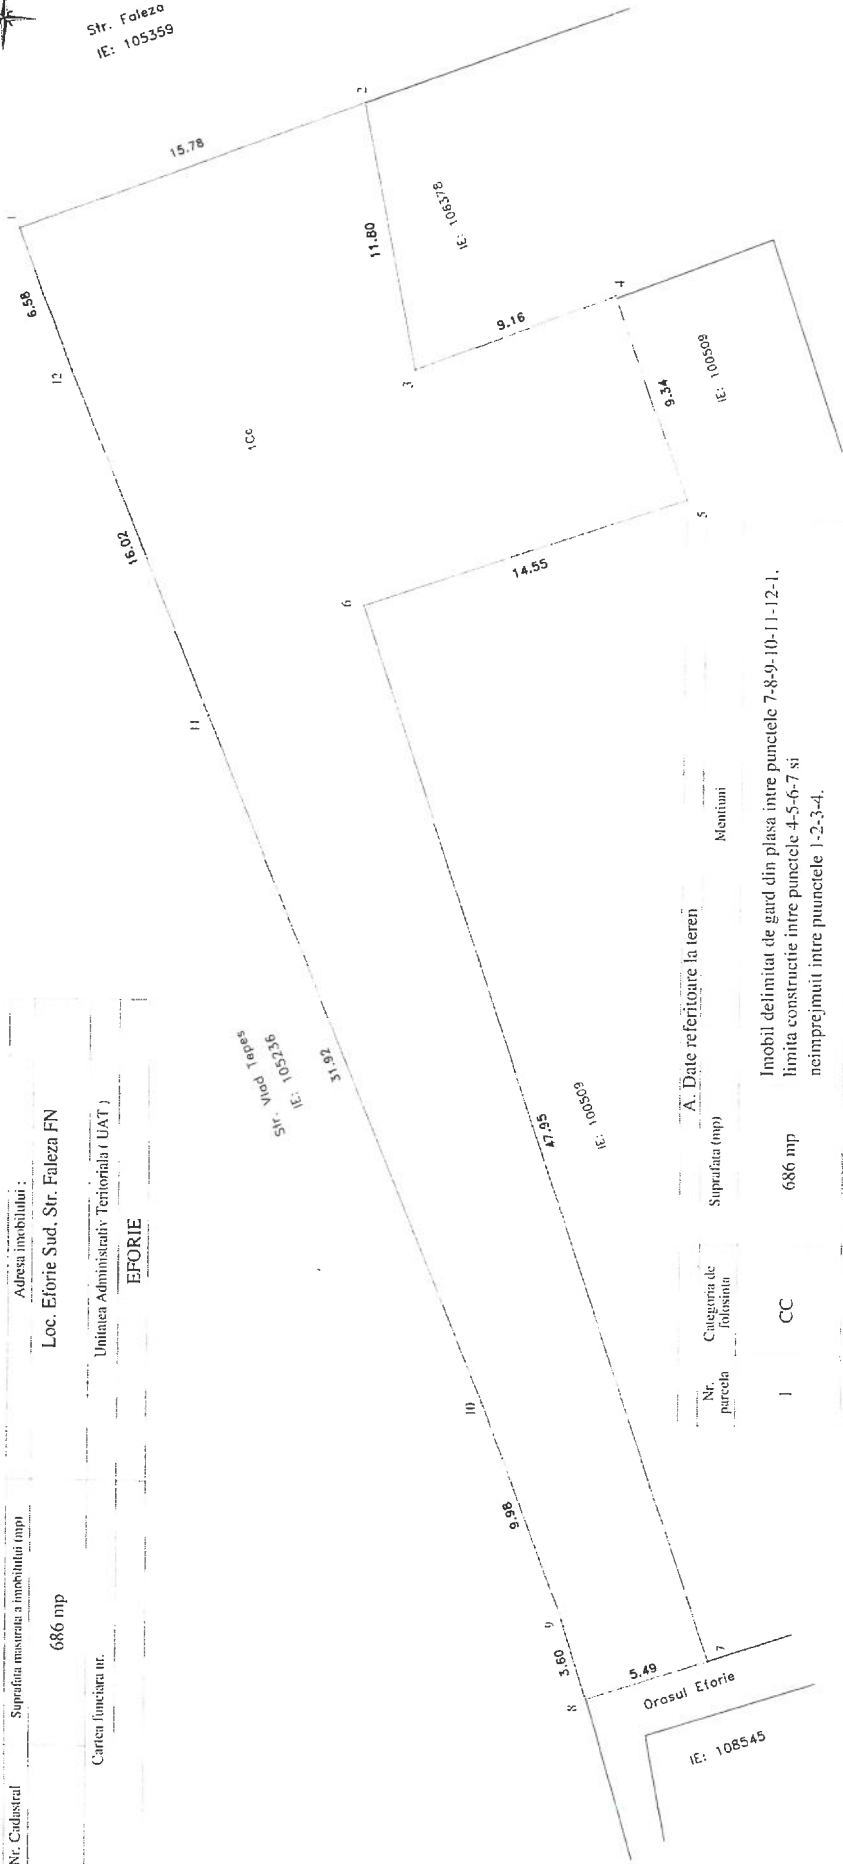 Nr. Cadastral
Suprafata masurata a imobilului (mp)
Adresa imobilului :
686 mp
Loc. Eforie Sud, Str. Faleza FN
Cartea funciara nr.
Unitatea Administrativ Teritoriala ( UAT )
EFORIE
Str. Faleza
IE: 105359
1
15.78
2
6.58
11.80
IE: 106378
12
3
9.16
4
1Cc
9.34
IE: 100509
16.02
5
14.55
6
11
Str. Vlad Tepes
IE: 105236
31.92
47.95
IE: 100509
10
9.98
9
3.60
8
5.49
7
Orasul Eforie
IE: 108545
A. Date referitoare la teren
Nr. parcela
Categoria de folosinta
Suprafata (mp)
Mentiuni
1
CC
686 mp
Imobil delimitat de gard din plasa intre punctele 7-8-9-10-11-12-1,
limita constructie intre punctele 4-5-6-7 si
neimprejmuit intre puunctele 1-2-3-4.